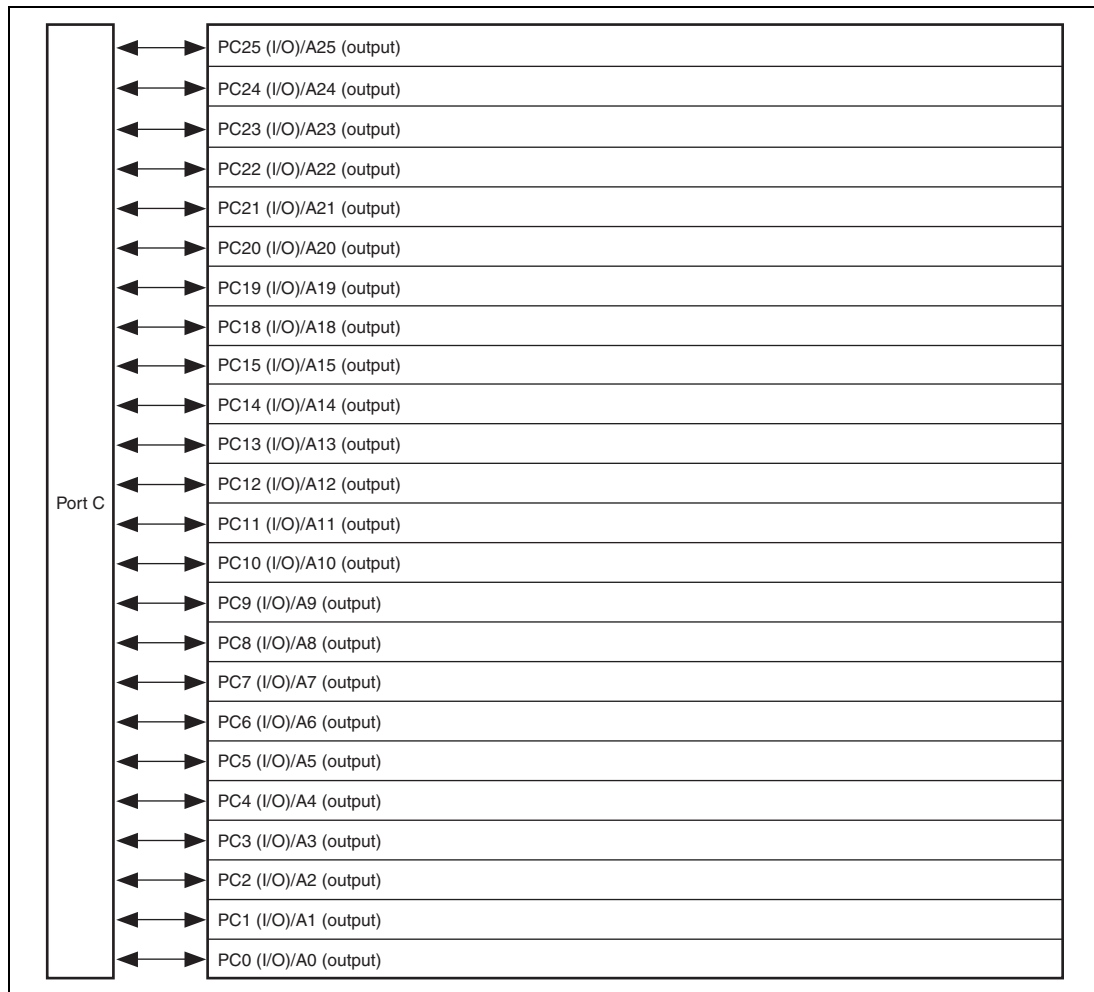 PC25 (I/O)/A25 (output)
PC24 (I/O)/A24 (output)
PC23 (I/O)/A23 (output)
PC22 (I/O)/A22 (output)
PC21 (I/O)/A21 (output)
PC20 (I/O)/A20 (output)
PC19 (I/O)/A19 (output)
PC18 (I/O)/A18 (output)
PC15 (I/O)/A15 (output)
PC14 (I/O)/A14 (output)
PC13 (I/O)/A13 (output)
PC12 (I/O)/A12 (output)
Port C
PC11 (I/O)/A11 (output)
PC10 (I/O)/A10 (output)
PC9 (I/O)/A9 (output)
PC8 (I/O)/A8 (output)
PC7 (I/O)/A7 (output)
PC6 (I/O)/A6 (output)
PC5 (I/O)/A5 (output)
PC4 (I/O)/A4 (output)
PC3 (I/O)/A3 (output)
PC2 (I/O)/A2 (output)
PC1 (I/O)/A1 (output)
PC0 (I/O)/A0 (output)